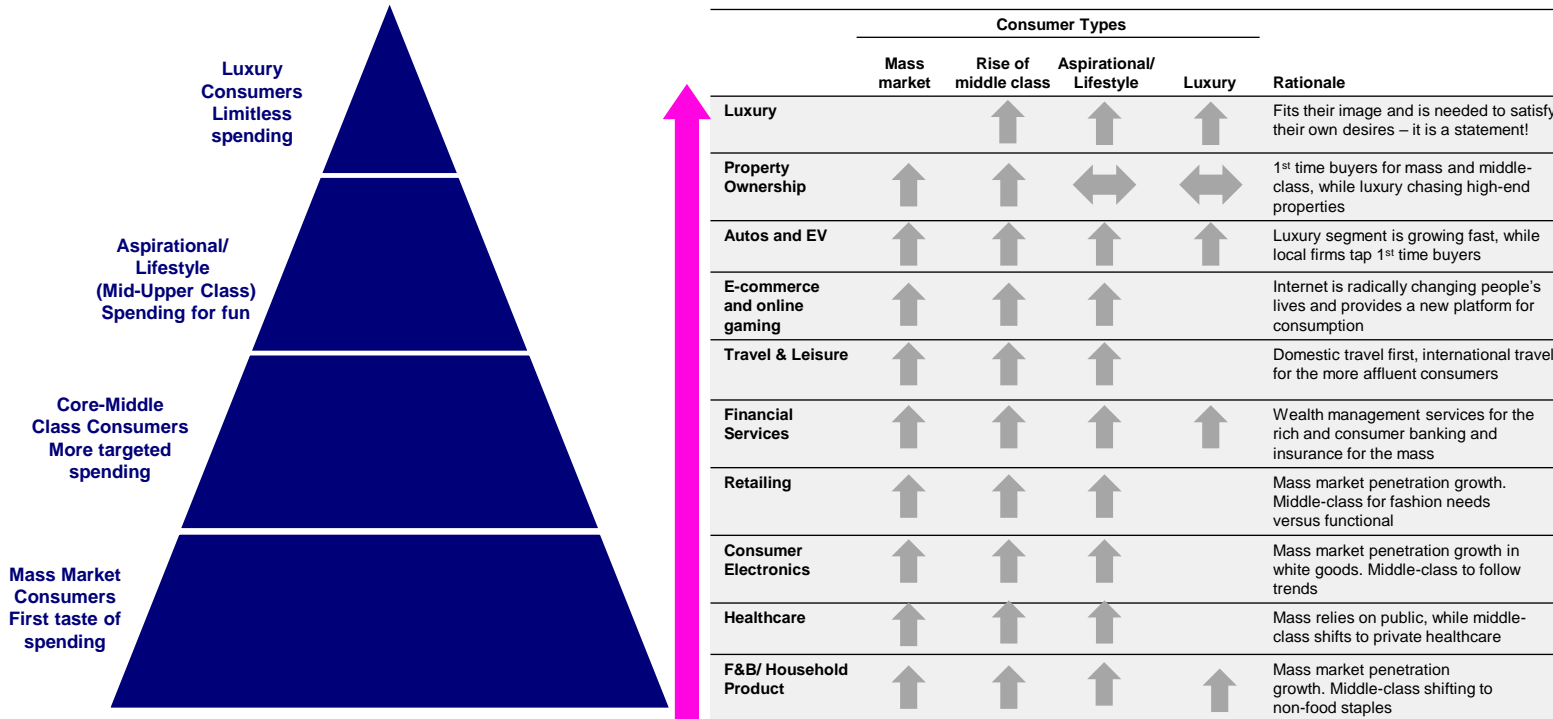 Luxury
Consumers
Limitless
spending
Aspirational/
Lifestyle
(Mid-Upper Class)
Spending for fun
Core-Middle
Class Consumers
More targeted
spending
Mass Market
Consumers
First taste of
spending
Consumer Types
Mass
market
Rise of
middle class
Aspirational/
Lifestyle
Luxury
Rationale
Luxury
Fits their image and is needed to satisfy
their own desires – it is a statement!
Property
Ownership
1st time buyers for mass and middle-
class, while luxury chasing high-end
properties
Autos and EV
Luxury segment is growing fast, while
local firms tap 1st time buyers
E-commerce
and online
gaming
Internet is radically changing people's
lives and provides a new platform for
consumption
Travel & Leisure
Domestic travel first, international travel
for the more affluent consumers
Financial
Services
Wealth management services for the
rich and consumer banking and
insurance for the mass
Retailing
Mass market penetration growth.
Middle-class for fashion needs
versus functional
Consumer
Electronics
Mass market penetration growth in
white goods. Middle-class to follow
trends
Healthcare
Mass relies on public, while middle-
class shifts to private healthcare
F&B/ Household
Product
Mass market penetration
growth. Middle-class shifting to
non-food staples